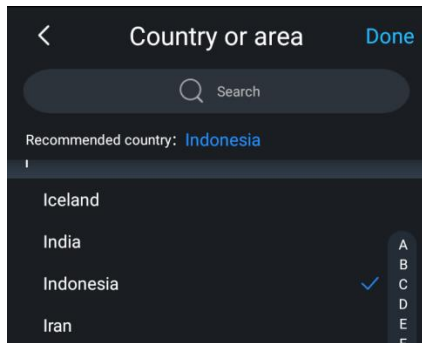 Country or area Done
Search
Recommended country: Indonesia
I
Iceland
India
Indonesia
Iran
A
B
C
D
E